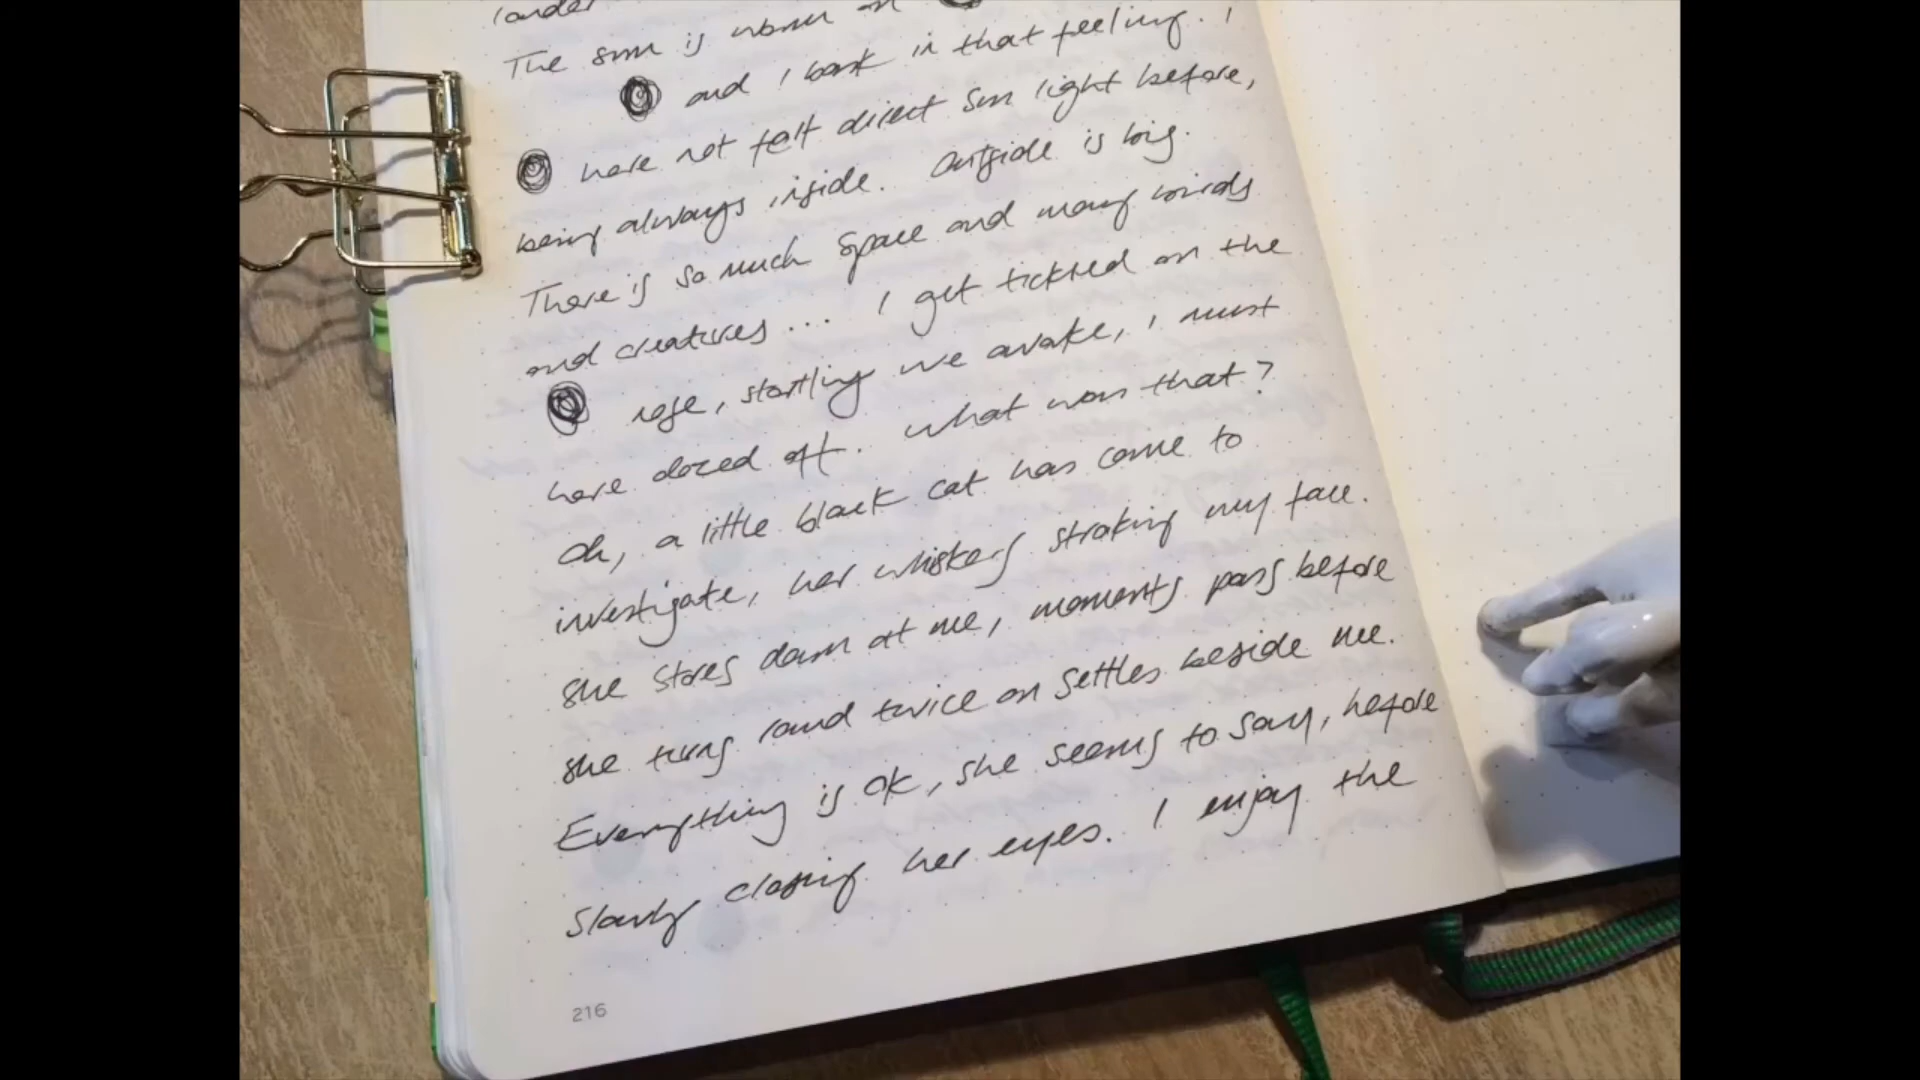 louder
The sun is warm on
and I bask in that feeling. I
have not felt direct sun light before,
being always inside. Outside is big.
There is so much space and many winds
and creatures... I get tickled on the
nose, startling me awake, I must
have dozed off. What was that?
Oh, a little black cat has come to
investigate, her whiskers stroking my face.
She stares down at me, moments pass before
she turns round twice an settles beside me.
Everything is ok, she seems to say, before
slowly closing her eyes. I enjoy the
216